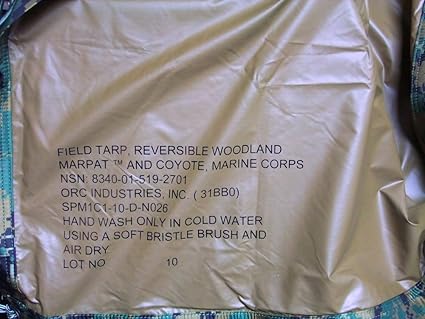 FIELD TARP, REVERSIBLE WOODLAND
MARPAT ™ AND COYOTE, MARINE CORPS
NSN: 8340-01-519-2701
ORC INDUSTRIES, INC. ( 31BB0)
SPM1C1-10-D-N026
HAND WASH ONLY IN COLD WATER
USING A SOFT BRISTLE BRUSH AND
AIR DRY
LOT NO 10